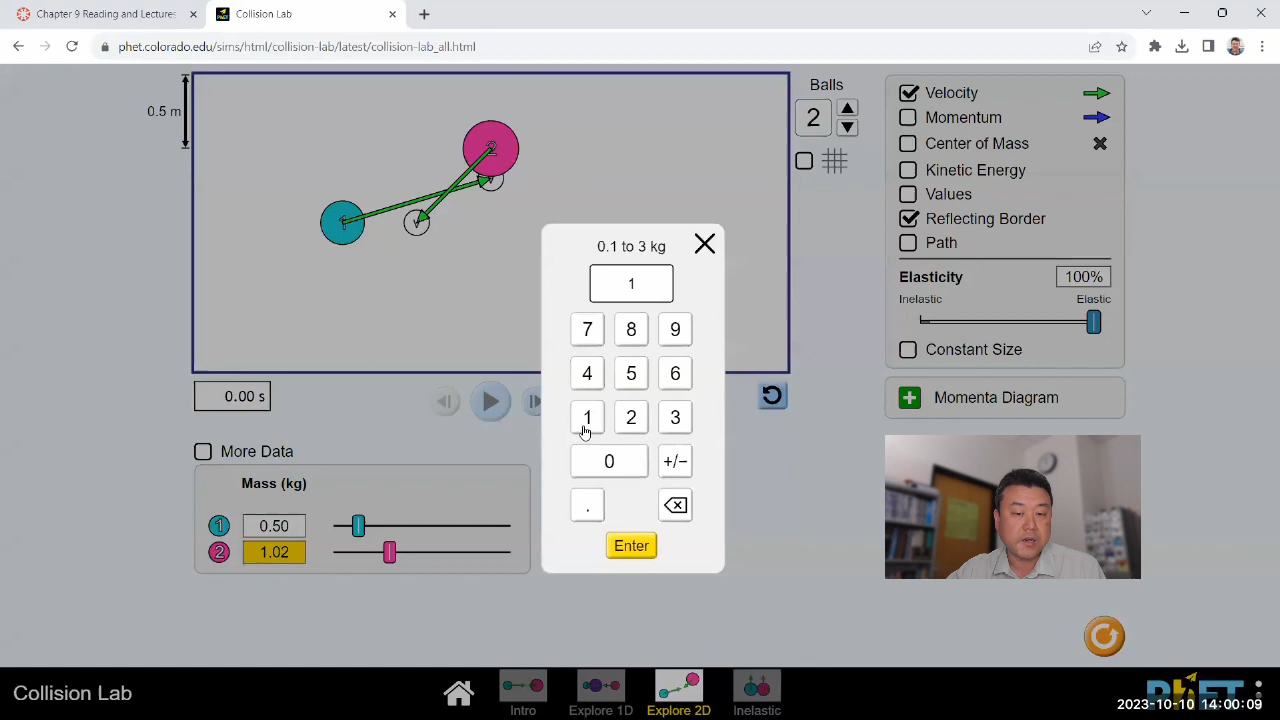 Chapter 9 Reading and Lectures
Collision Lab
phet.colorado.edu/sims/html/collision-lab/latest/collision-lab_all.html
0.5 m
1
2
v
v
Balls
2
Velocity
Momentum
Center of Mass
Kinetic Energy
Values
Reflecting Border
Path
Elasticity
100%
Inelastic
Elastic
Constant Size
Momenta Diagram
0.1 to 3 kg
1
7 8 9
4 5 6
1 2 3
0 +/−
.
Enter
0.00 s
More Data
Mass (kg)
1 0.50
2 1.02
Collision Lab
Intro
Explore 1D
Explore 2D
Inelastic
PhET
2023-10-10 14:00:09